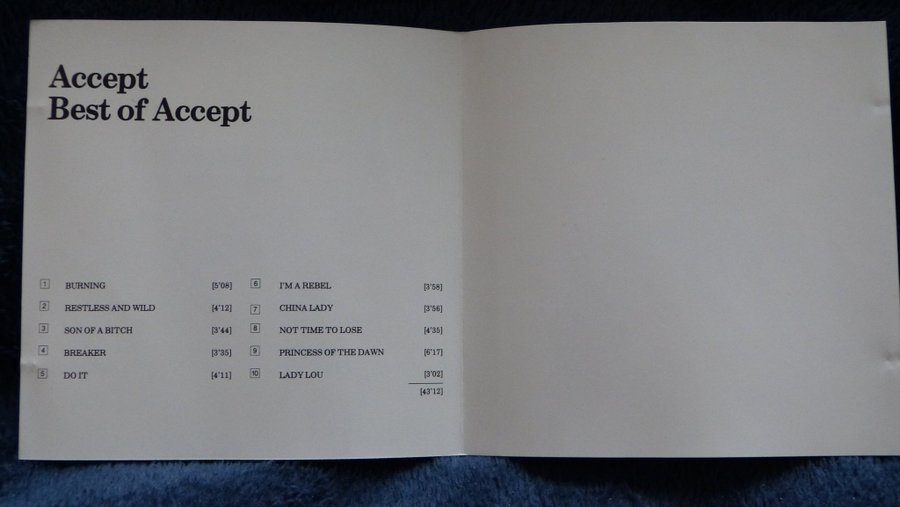 Accept
Best of Accept
1 BURNING [5'08]
2 RESTLESS AND WILD [4'12]
3 SON OF A BITCH [3'44]
4 BREAKER [3'35]
5 DO IT [4'11]
6 I'M A REBEL [3'58]
7 CHINA LADY [3'56]
8 NOT TIME TO LOSE [4'35]
9 PRINCESS OF THE DAWN [6'17]
10 LADY LOU [3'02]
[43'12]